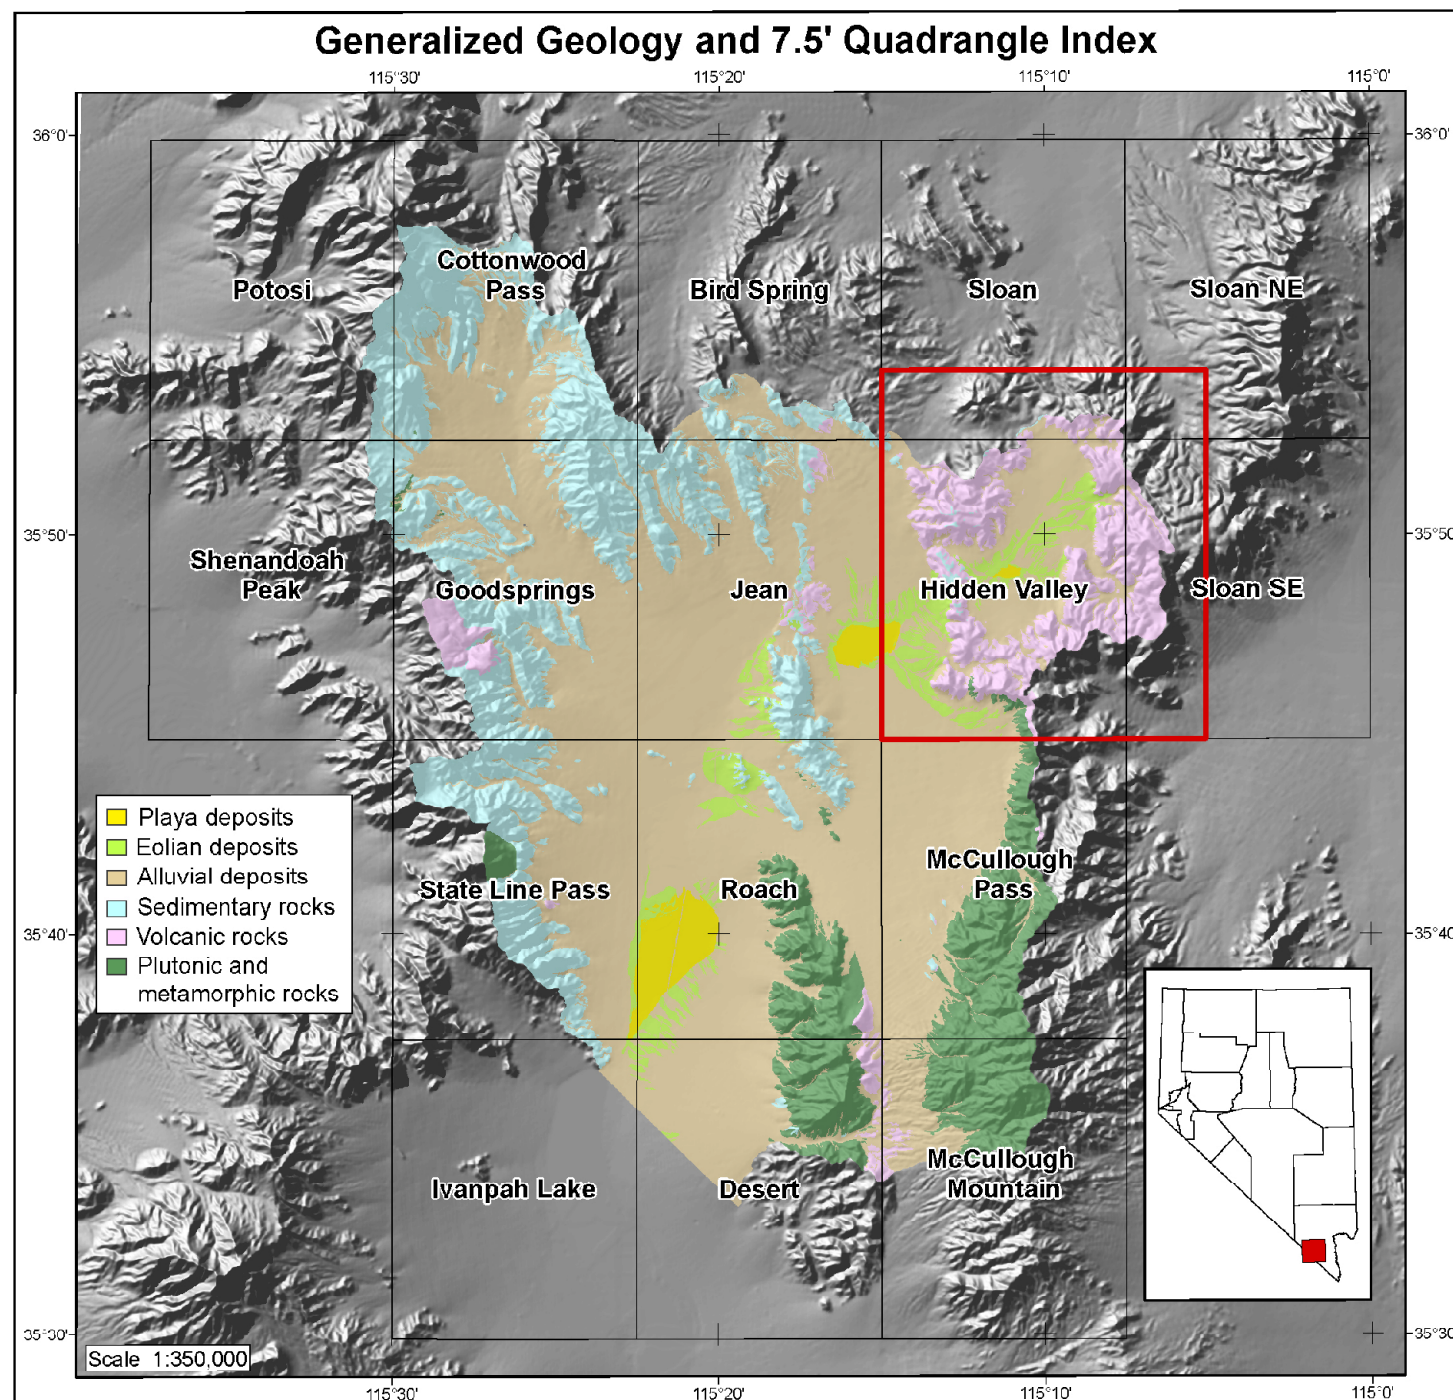 Generalized Geology and 7.5' Quadrangle Index
115°30' 115°20' 115°10' 115°0'
36°0' 36°0'
Cottonwood
Pass
Potosi
Bird Spring
Sloan
Sloan NE
35°50' 35°50
Shenandoah
Peak
Goodsprings
Jean
Hidden Valley
Sloan SE
Playa deposits
Eolian deposits
Alluvial deposits
Sedimentary rocks
Volcanic rocks
Plutonic and
metamorphic rocks
State Line Pass
Roach
McCullough
Pass
35°40' 35°40
Ivanpah Lake
Desert
McCullough
Mountain
35°30' 35°30
Scale 1:350,000
115°30' 115°20' 115°10' 115°0'